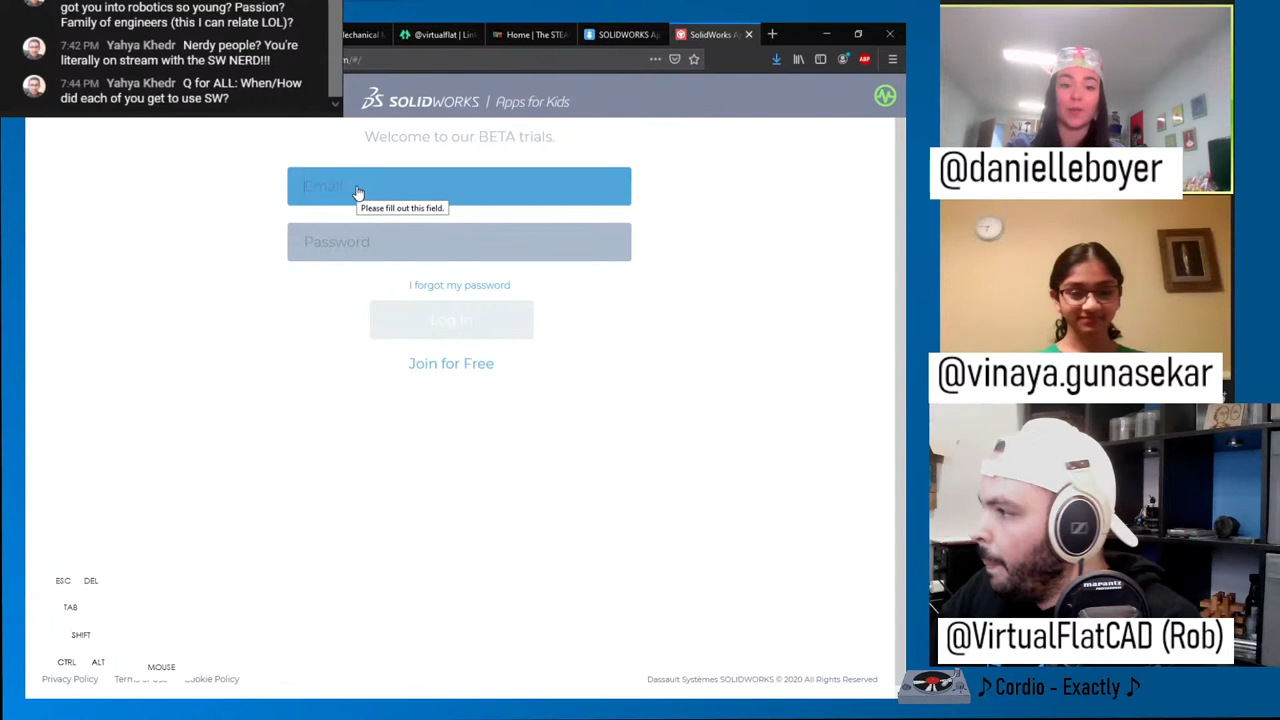 got you into robotics so young? Passion?
Family of engineers (this I can relate LOL)?
7:42 PM Yahya Khedr Nerdy people? You're
literally on stream with the SW NERD!!!
7:44 PM Yahya Khedr Q for ALL: When/How
did each of you get to use SW?
@virtualflat | Lin
Home | The STEA
SOLIDWORKS Ap
SolidWorks A
m/#/
ABP
SOLIDWORKS | Apps for Kids
Welcome to our BETA trials.
Email
Please fill out this field.
Password
I forgot my password
Log In
Join for Free
ESC DEL
TAB
SHIFT
CTRL ALT
MOUSE
Privacy Policy
Cookie Policy
Dassault Systèmes SOLIDWORKS © 2020 All Rights Reserved
@danielleboyer
@vinaya.gunasekar
marantz
PROFESSIONAL
@VirtualFlatCAD (Rob)
♪ Cordio - Exactly ♪